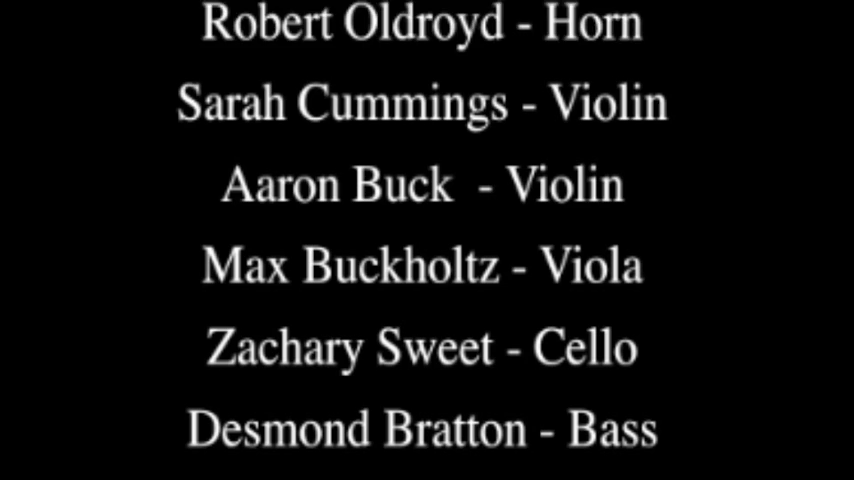 Robert Oldroyd - Horn
Sarah Cummings - Violin
Aaron Buck - Violin
Max Buckholtz - Viola
Zachary Sweet - Cello
Desmond Bratton - Bass